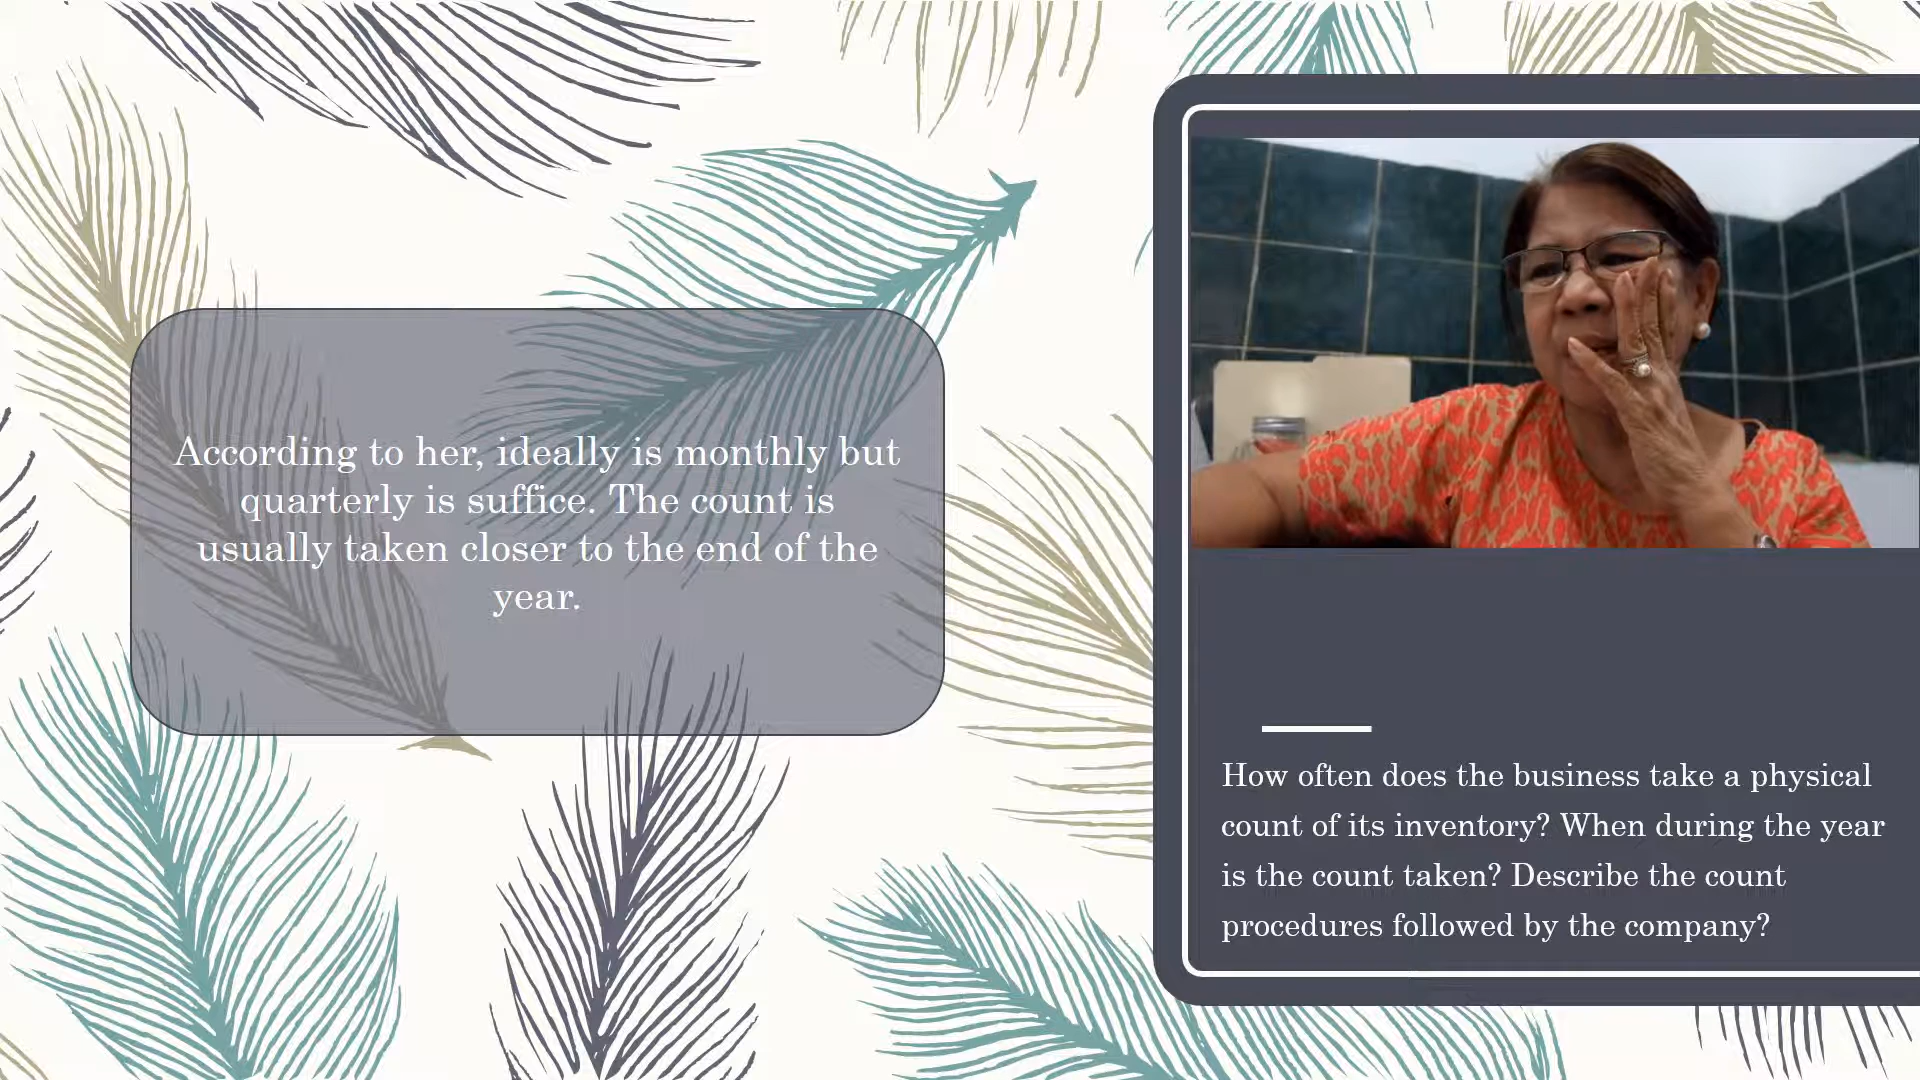 According to her, ideally is monthly but
quarterly is suffice. The count is
usually taken closer to the end of the
year.
How often does the business take a physical
count of its inventory? When during the year
is the count taken? Describe the count
procedures followed by the company?